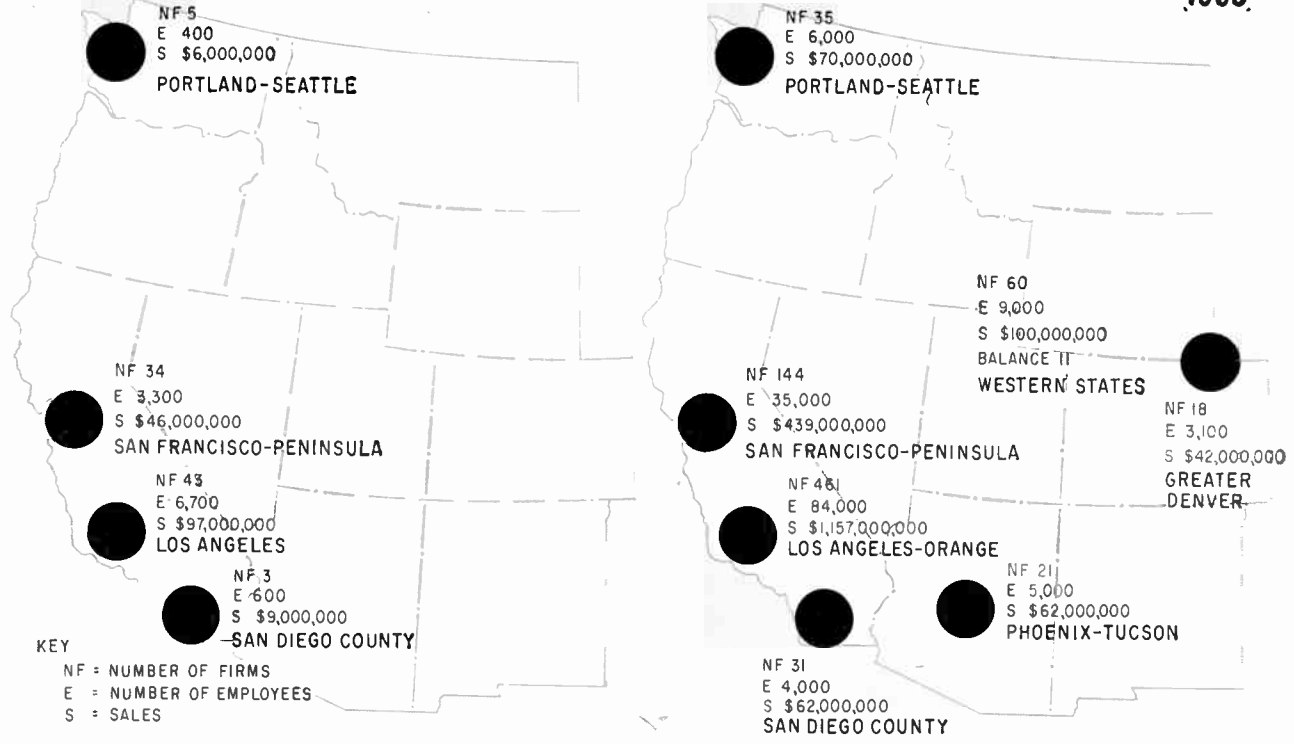 NF 5
E 400
S $6,000,000
PORTLAND-SEATTLE
NF 34
E 3,300
S $46,000,000
SAN FRANCISCO-PENINSULA
NF 43
E 6,700
S $97,000,000
LOS ANGELES
NF 3
E 600
S $9,000,000
SAN DIEGO COUNTY
KEY
NF = NUMBER OF FIRMS
E = NUMBER OF EMPLOYEES
S = SALES
NF 35
E 6,000
S $70,000,000
PORTLAND-SEATTLE
NF 60
E 9,000
S $100,000,000
BALANCE 11
WESTERN STATES
NF 18
E 3,100
S $42,000,000
GREATER
DENVER
NF 144
E 35,000
S $439,000,000
SAN FRANCISCO-PENINSULA
NF 461
E 84,000
S $1,157,000,000
LOS ANGELES-ORANGE
NF 21
E 5,000
S $62,000,000
PHOENIX-TUCSON
NF 31
E 4,000
S $62,000,000
SAN DIEGO COUNTY